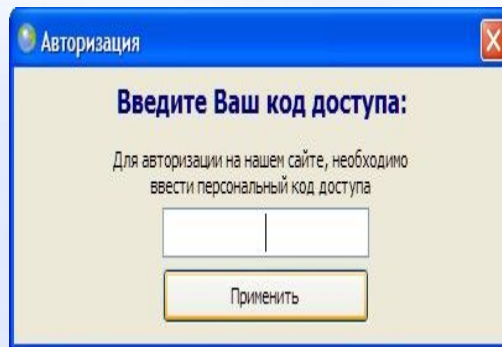 Авторизация
Введите Ваш код доступа:
Для авторизации на нашем сайте, необходимо
ввести персональный код доступа
Применить